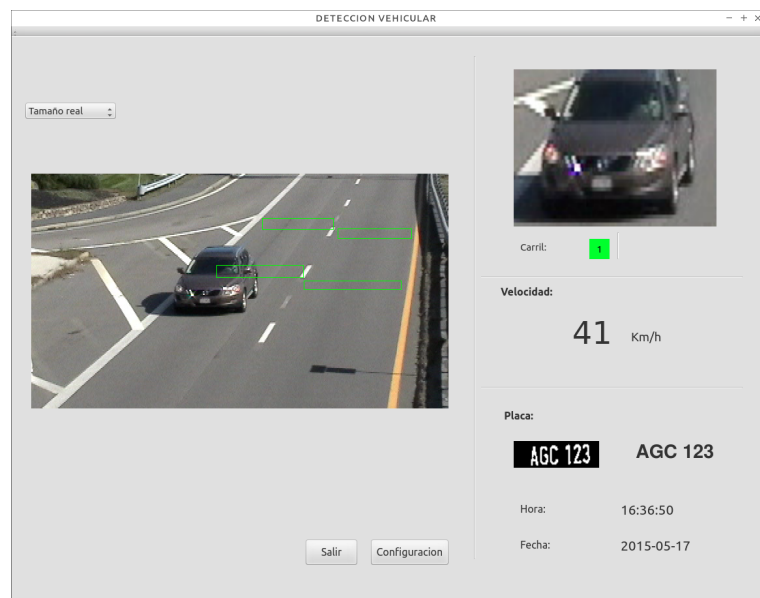 DETECCION VEHICULAR
Tamaño real
Carril:
1
Velocidad:
41 Km/h
Placa:
AGC 123 AGC 123
Hora: 16:36:50
Fecha: 2015-05-17
Salir Configuracion